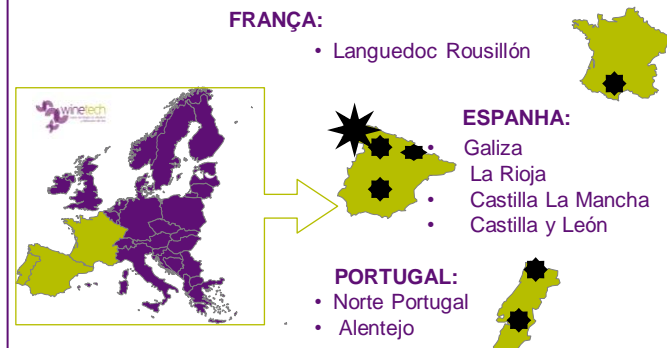 FRANÇA:
• Languedoc Rousillón
winetech
ESPANHA:
• Galiza
La Rioja
• Castilla La Mancha
• Castilla y León
PORTUGAL:
• Norte Portugal
• Alentejo